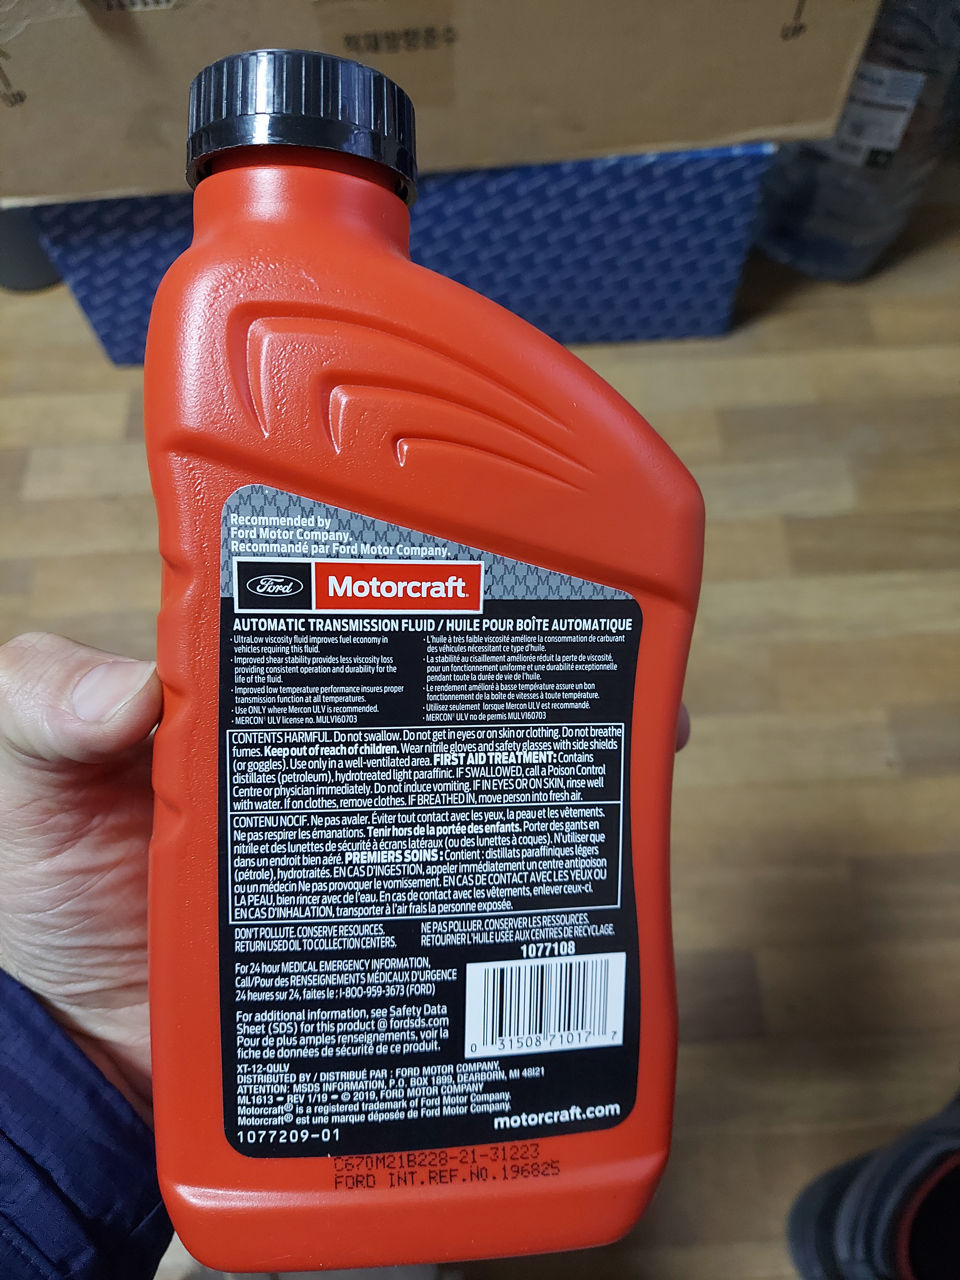 적재방향준수
UP
UP
Recommended by
Ford Motor Company.
Recommandé par Ford Motor Company.
Ford Motorcraft®
AUTOMATIC TRANSMISSION FLUID / HUILE POUR BOÎTE AUTOMATIQUE
· UltraLow viscosity fluid improves fuel economy in
vehicles requiring this fluid.
· Improved shear stability provides less viscosity loss
providing consistent operation and durability for the
life of the fluid.
· Improved low temperature performance insures proper
transmission function at all temperatures.
· Use ONLY where Mercon ULV is recommended.
· MERCON® ULV license no. MULV160703
· L'huile à très faible viscosité améliore la consommation de carburant
des véhicules nécessitant ce type d'huile.
· La stabilité au cisaillement améliorée réduit la perte de viscosité,
pour un fonctionnement uniforme et une durabilité exceptionnelle
pendant toute la durée de vie de l'huile.
· Le rendement amélioré à basse température assure un bon
fonctionnement de la boîte de vitesses à toute température.
· Utilisez seulement lorsque Mercon ULV est recommandé.
· MERCON® ULV no de permis MULV160703
CONTENTS HARMFUL. Do not swallow. Do not get in eyes or on skin or clothing. Do not breathe
fumes. Keep out of reach of children. Wear nitrile gloves and safety glasses with side shields
(or goggles). Use only in a well-ventilated area. FIRST AID TREATMENT: Contains
distillates (petroleum), hydrotreated light paraffinic. IF SWALLOWED, call a Poison Control
Centre or physician immediately. Do not induce vomiting. IF IN EYES OR ON SKIN, rinse well
with water. If on clothes, remove clothes. IF BREATHED IN, move person into fresh air.
CONTENU NOCIF. Ne pas avaler. Éviter tout contact avec les yeux, la peau et les vêtements.
Ne pas respirer les émanations. Tenir hors de la portée des enfants. Porter des gants en
nitrile et des lunettes de sécurité à écrans latéraux (ou des lunettes à coques). N'utiliser que
dans un endroit bien aéré. PREMIERS SOINS : Contient : distillats paraffiniques légers
(pétrole), hydrotraités. EN CAS D'INGESTION, appeler immédiatement un centre antipoison
ou un médecin Ne pas provoquer le vomissement. EN CAS DE CONTACT AVEC LES YEUX OU
LA PEAU, bien rincer avec de l'eau. En cas de contact avec les vêtements, enlever ceux-ci.
EN CAS D'INHALATION, transporter à l'air frais la personne exposée.
DON'T POLLUTE. CONSERVE RESOURCES.
RETURN USED OIL TO COLLECTION CENTERS.
NE PAS POLLUER. CONSERVER LES RESSOURCES.
RETOURNER L'HUILE USÉE AUX CENTRES DE RECYCLAGE.
1077108
For 24 hour MEDICAL EMERGENCY INFORMATION,
Call/Pour des RENSEIGNEMENTS MÉDICAUX D'URGENCE
24 heures sur 24, faites le : 1-800-959-3673 (FORD)
For additional information, see Safety Data
Sheet (SDS) for this product @ fordsds.com
Pour de plus amples renseignements, voir la
fiche de données de sécurité de ce produit.
0 31508 71017 7
XT-12-QULV
DISTRIBUTED BY / DISTRIBUÉ PAR : FORD MOTOR COMPANY,
ATTENTION: MSDS INFORMATION, P.O. BOX 1899, DEARBORN, MI 48121
ML1613 – REV 1/19 – © 2019, FORD MOTOR COMPANY
Motorcraft® is a registered trademark of Ford Motor Company.
Motorcraft® est une marque déposée de Ford Motor Company.
motorcraft.com
1077209-01
C670M21B228-21-31223
FORD INT.REF.NO.196825